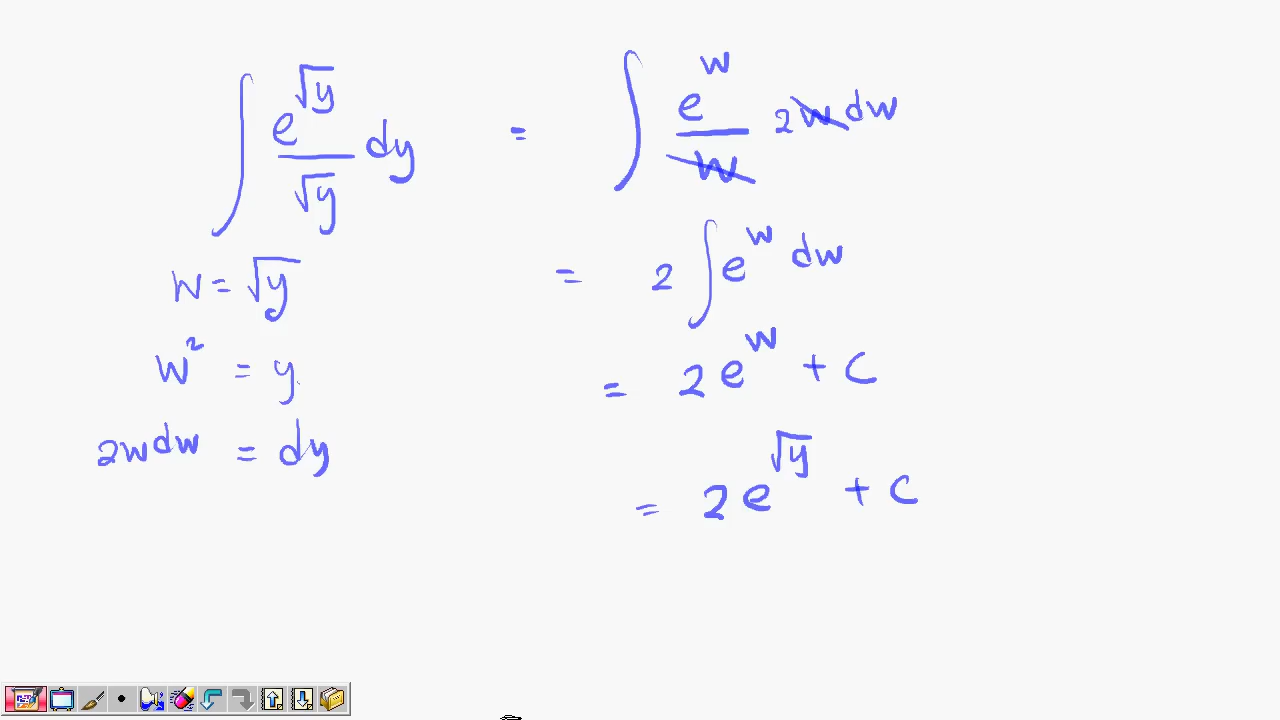 ∫ e^√y / √y dy = ∫ e^w / w 2w dw
= 2 ∫ e^w dw
w = √y
w² = y
= 2e^w + c
2w dw = dy
= 2e^√y + c